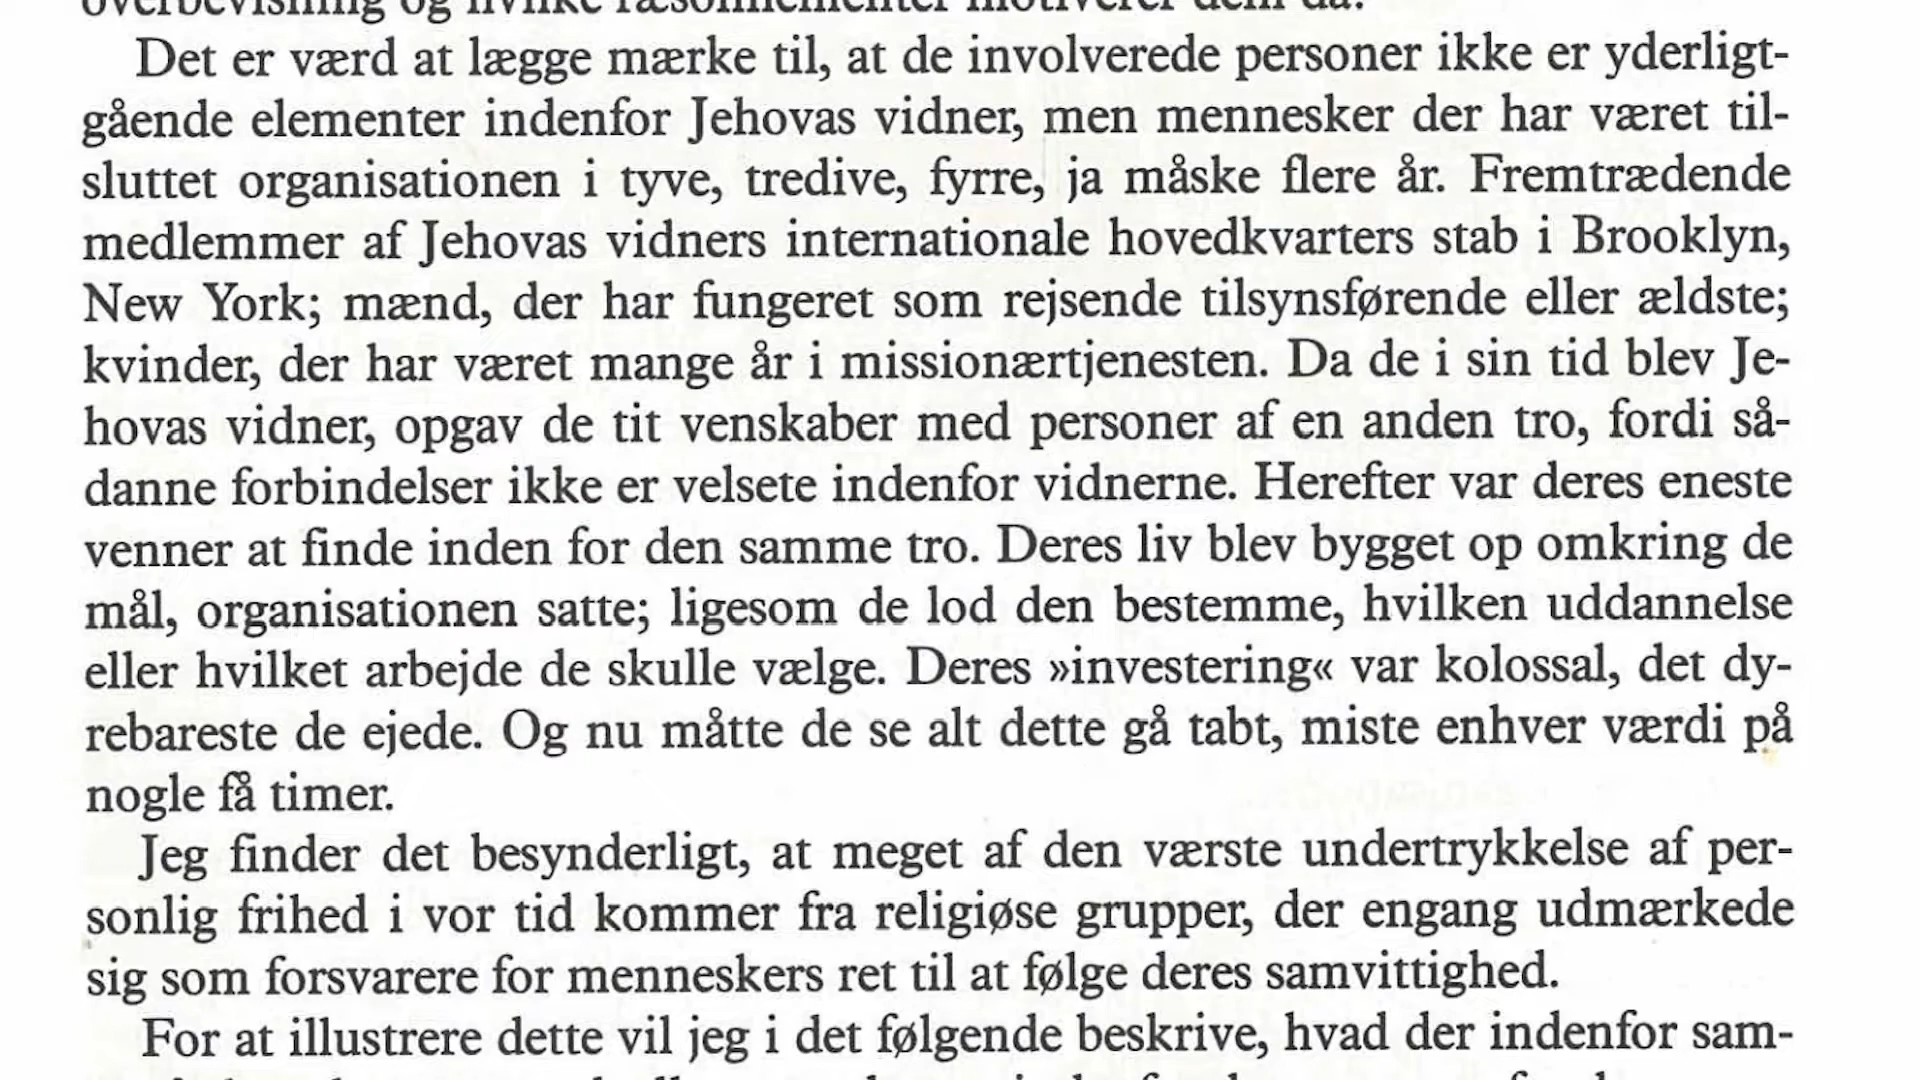 overbevisning og hvilke ræsonnementer motiverer dem da?
Det er værd at lægge mærke til, at de involverede personer ikke er yderligt-
gående elementer indenfor Jehovas vidner, men mennesker der har været til-
sluttet organisationen i tyve, tredive, fyrre, ja måske flere år. Fremtrædende
medlemmer af Jehovas vidners internationale hovedkvarters stab i Brooklyn,
New York; mænd, der har fungeret som rejsende tilsynsførende eller ældste;
kvinder, der har været mange år i missionærtjenesten. Da de i sin tid blev Je-
hovas vidner, opgav de tit venskaber med personer af en anden tro, fordi så-
danne forbindelser ikke er velsete indenfor vidnerne. Herefter var deres eneste
venner at finde inden for den samme tro. Deres liv blev bygget op omkring de
mål, organisationen satte; ligesom de lod den bestemme, hvilken uddannelse
eller hvilket arbejde de skulle vælge. Deres »investering« var kolossal, det dy-
rebareste de ejede. Og nu måtte de se alt dette gå tabt, miste enhver værdi på
nogle få timer.
Jeg finder det besynderligt, at meget af den værste undertrykkelse af per-
sonlig frihed i vor tid kommer fra religiøse grupper, der engang udmærkede
sig som forsvarere for menneskers ret til at følge deres samvittighed.
For at illustrere dette vil jeg i det følgende beskrive, hvad der indenfor sam-